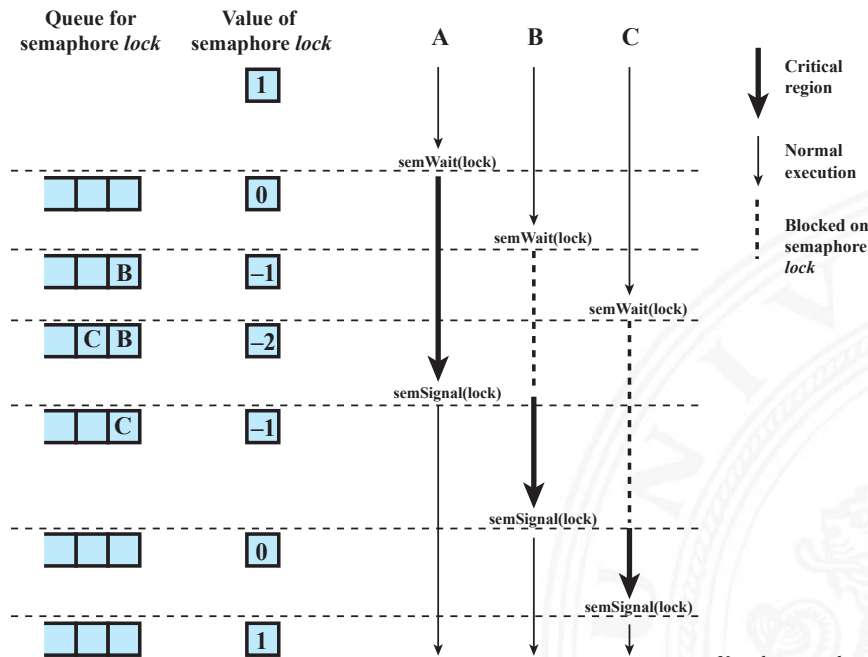 Queue for
semaphore lock
Value of
semaphore lock
A
B
C
1
Critical
region
Normal
execution
semWait(lock)
0
semWait(lock)
Blocked on
semaphore
lock
B
–1
semWait(lock)
C B
–2
semSignal(lock)
C
–1
semSignal(lock)
0
semSignal(lock)
1
U N I V